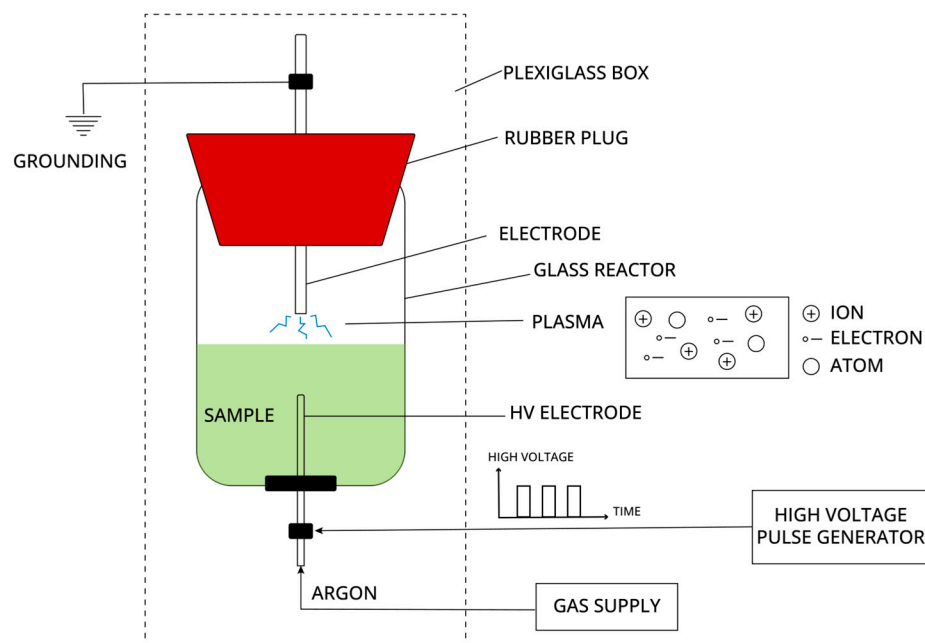 PLEXIGLASS BOX
RUBBER PLUG
GROUNDING
ELECTRODE
GLASS REACTOR
PLASMA
ION
ELECTRON
ATOM
SAMPLE
HV ELECTRODE
HIGH VOLTAGE
TIME
HIGH VOLTAGE
PULSE GENERATOR
ARGON
GAS SUPPLY